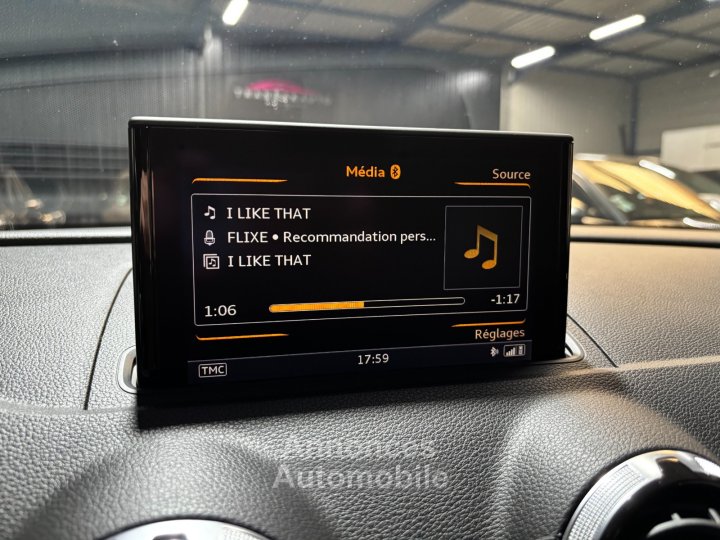 Média
Source
I LIKE THAT
FLIXE • Recommandation pers...
I LIKE THAT
1:06
-1:17
Réglages
17:59
TMC
Annonces
Automobile